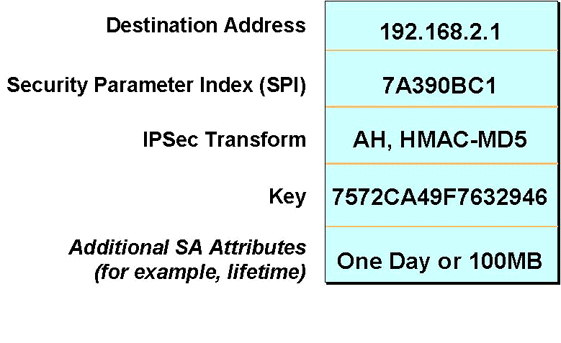 Destination Address 192.168.2.1
Security Parameter Index (SPI) 7A390BC1
IPSec Transform AH, HMAC-MD5
Key 7572CA49F7632946
Additional SA Attributes
(for example, lifetime) One Day or 100MB